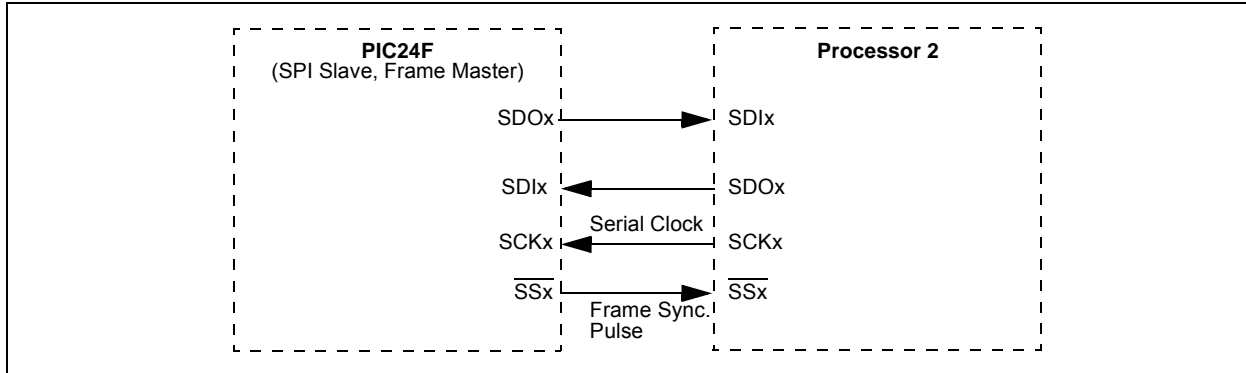 PIC24F
(SPI Slave, Frame Master)
Processor 2
SDOx
SDIx
SDIx
SDOx
Serial Clock
SCKx
SCKx
SSx
SSx
Frame Sync.
Pulse